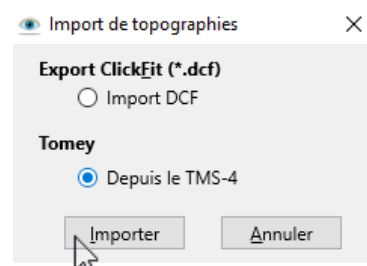 Import de topographies
Export ClickFit (*.dcf)
Import DCF
Tomey
Depuis le TMS-4
Importer
Annuler